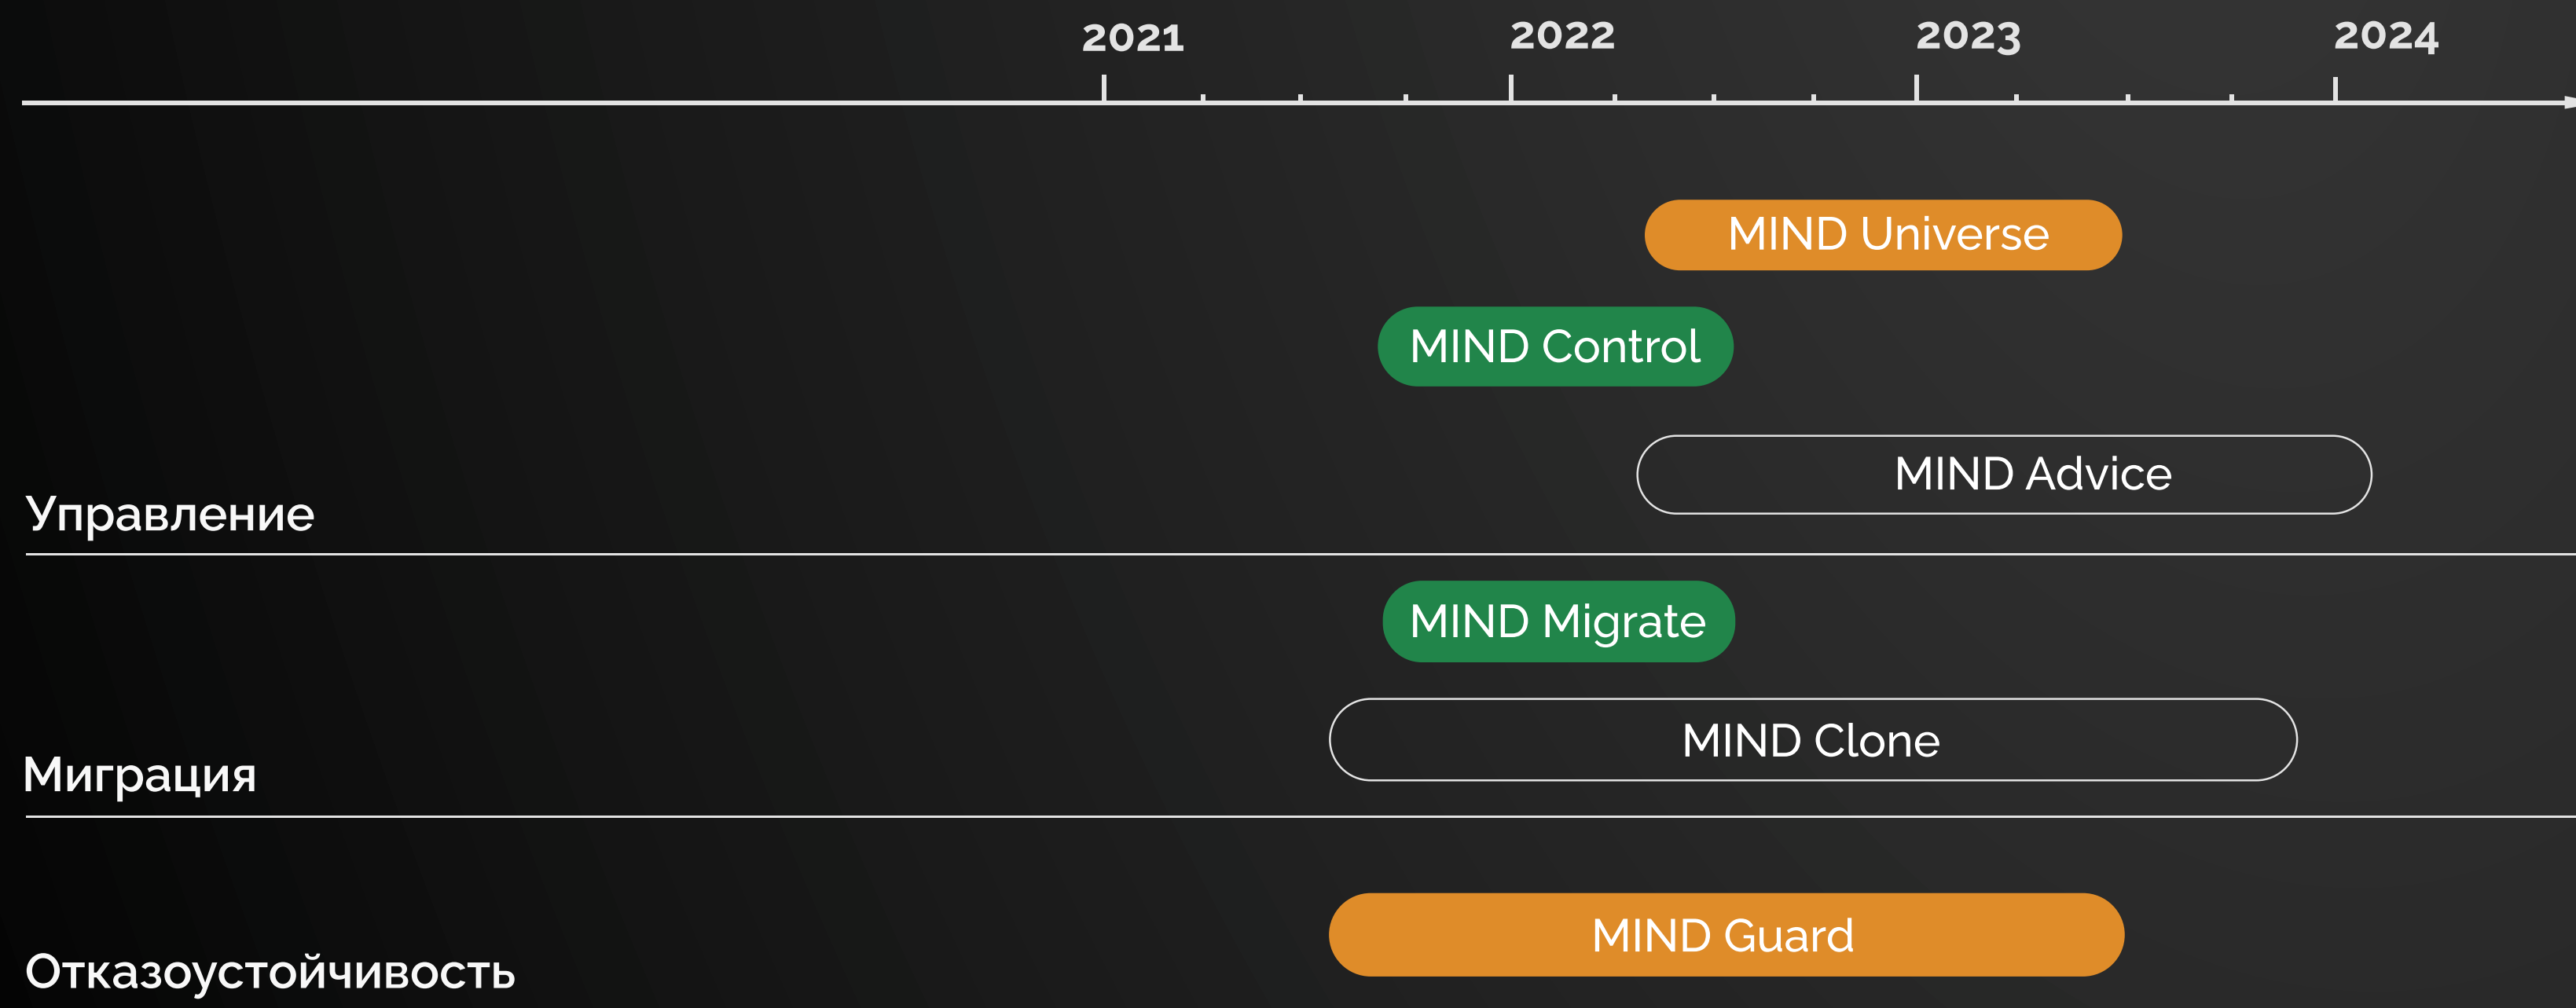 2021 2022 2023 2024
MIND Universe
MIND Control
MIND Advice
Управление
MIND Migrate
MIND Clone
Миграция
MIND Guard
Отказоустойчивость